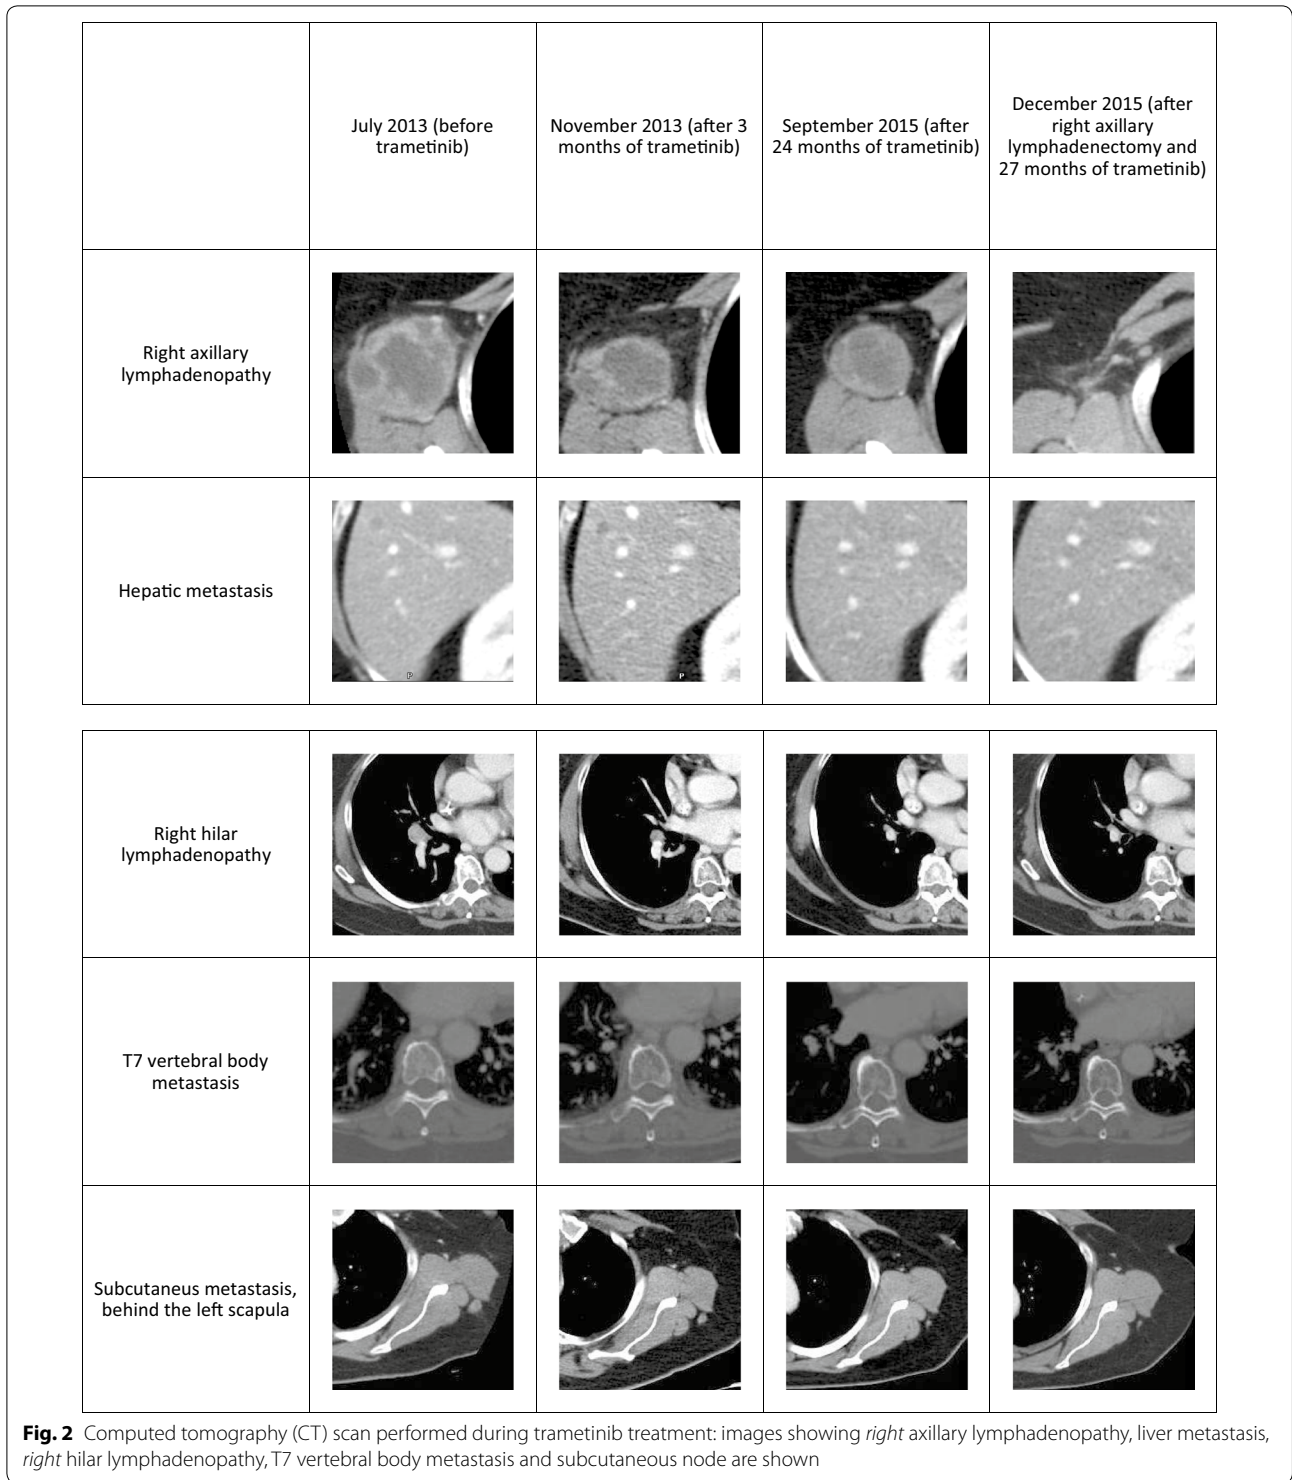 July 2013 (before
trametinib)
November 2013 (after 3
months of trametinib)
September 2015 (after
24 months of trametinib)
December 2015 (after
right axillary
lymphadenectomy and
27 months of trametinib)
Right axillary
lymphadenopathy
Hepatic metastasis
P
P
Right hilar
lymphadenopathy
T7 vertebral body
metastasis
Subcutaneus metastasis,
behind the left scapula
Fig. 2 Computed tomography (CT) scan performed during trametinib treatment: images showing right axillary lymphadenopathy, liver metastasis,
right hilar lymphadenopathy, T7 vertebral body metastasis and subcutaneous node are shown